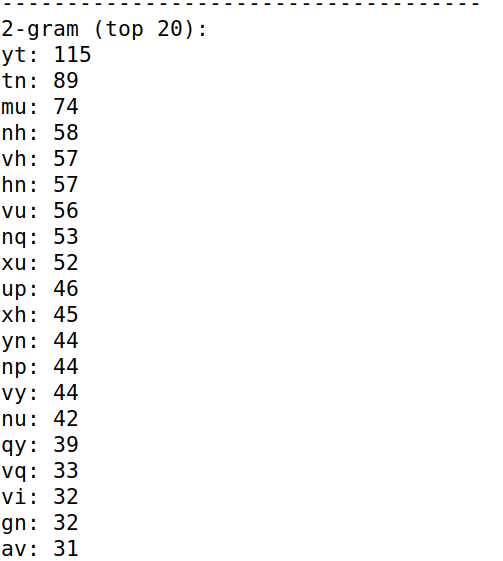 -------------------------------------
2-gram (top 20):
yt: 115
tn: 89
mu: 74
nh: 58
vh: 57
hn: 57
vu: 56
nq: 53
xu: 52
up: 46
xh: 45
yn: 44
np: 44
vy: 44
nu: 42
qy: 39
vq: 33
vi: 32
gn: 32
av: 31